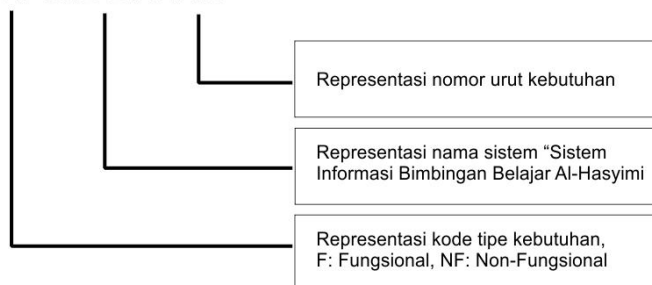 Representasi nomor urut kebutuhan
Representasi nama sistem “Sistem
Informasi Bimbingan Belajar Al-Hasyimi
Representasi kode tipe kebutuhan,
F: Fungsional, NF: Non-Fungsional